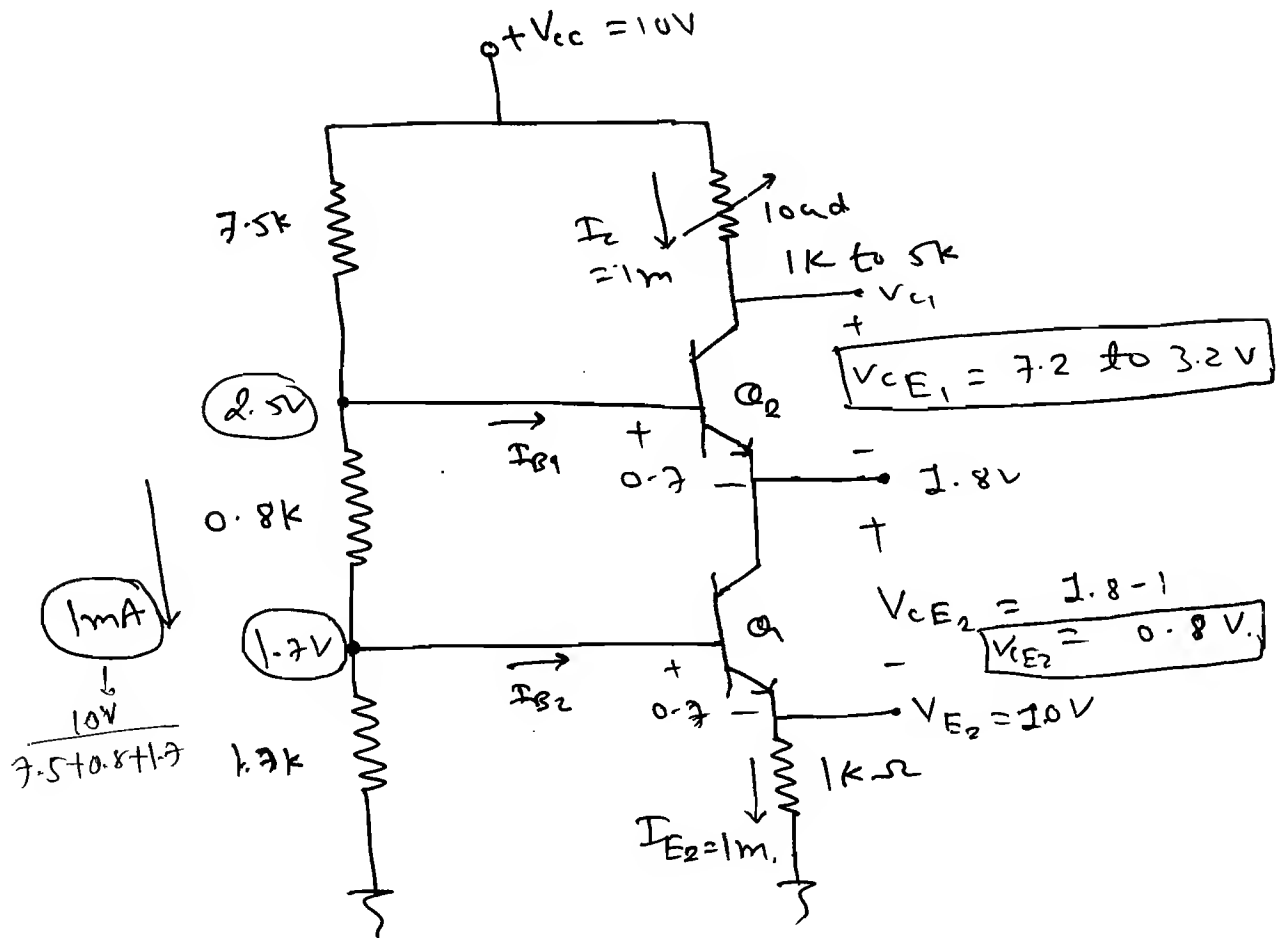 +Vcc = 10V
7.5k
Ic
= 1m
load
1K to 5k
Vc1
+
VCE1 = 7.2 to 3.2 V
2.5V
IB1
+
0.7
−
Q2
−
1.8V
+
0.8k
1mA
10V
7.5+0.8+1.7
1.7V
IB2
+
0.7
−
Q1
VCE2 = 1.8-1
VCE2 = 0.8 V.
−
VE2 = 10V
1.7k
1KΩ
IE2=1m.